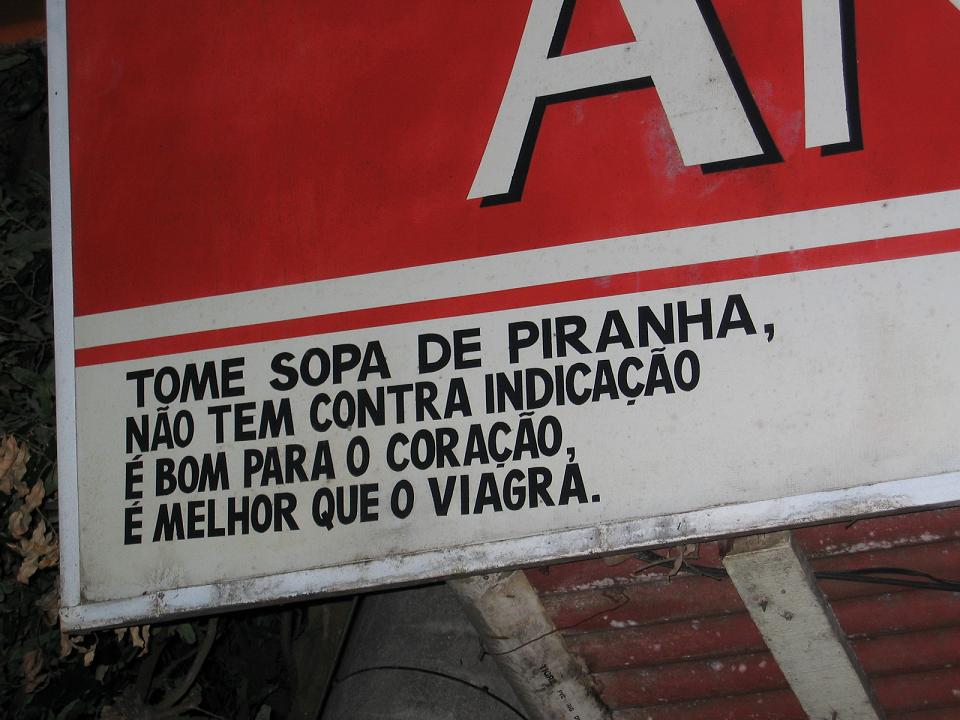 TOME SOPA DE PIRANHA,
NÃO TEM CONTRA INDICAÇÃO
É BOM PARA O CORAÇÃO,
É MELHOR QUE O VIAGRA.